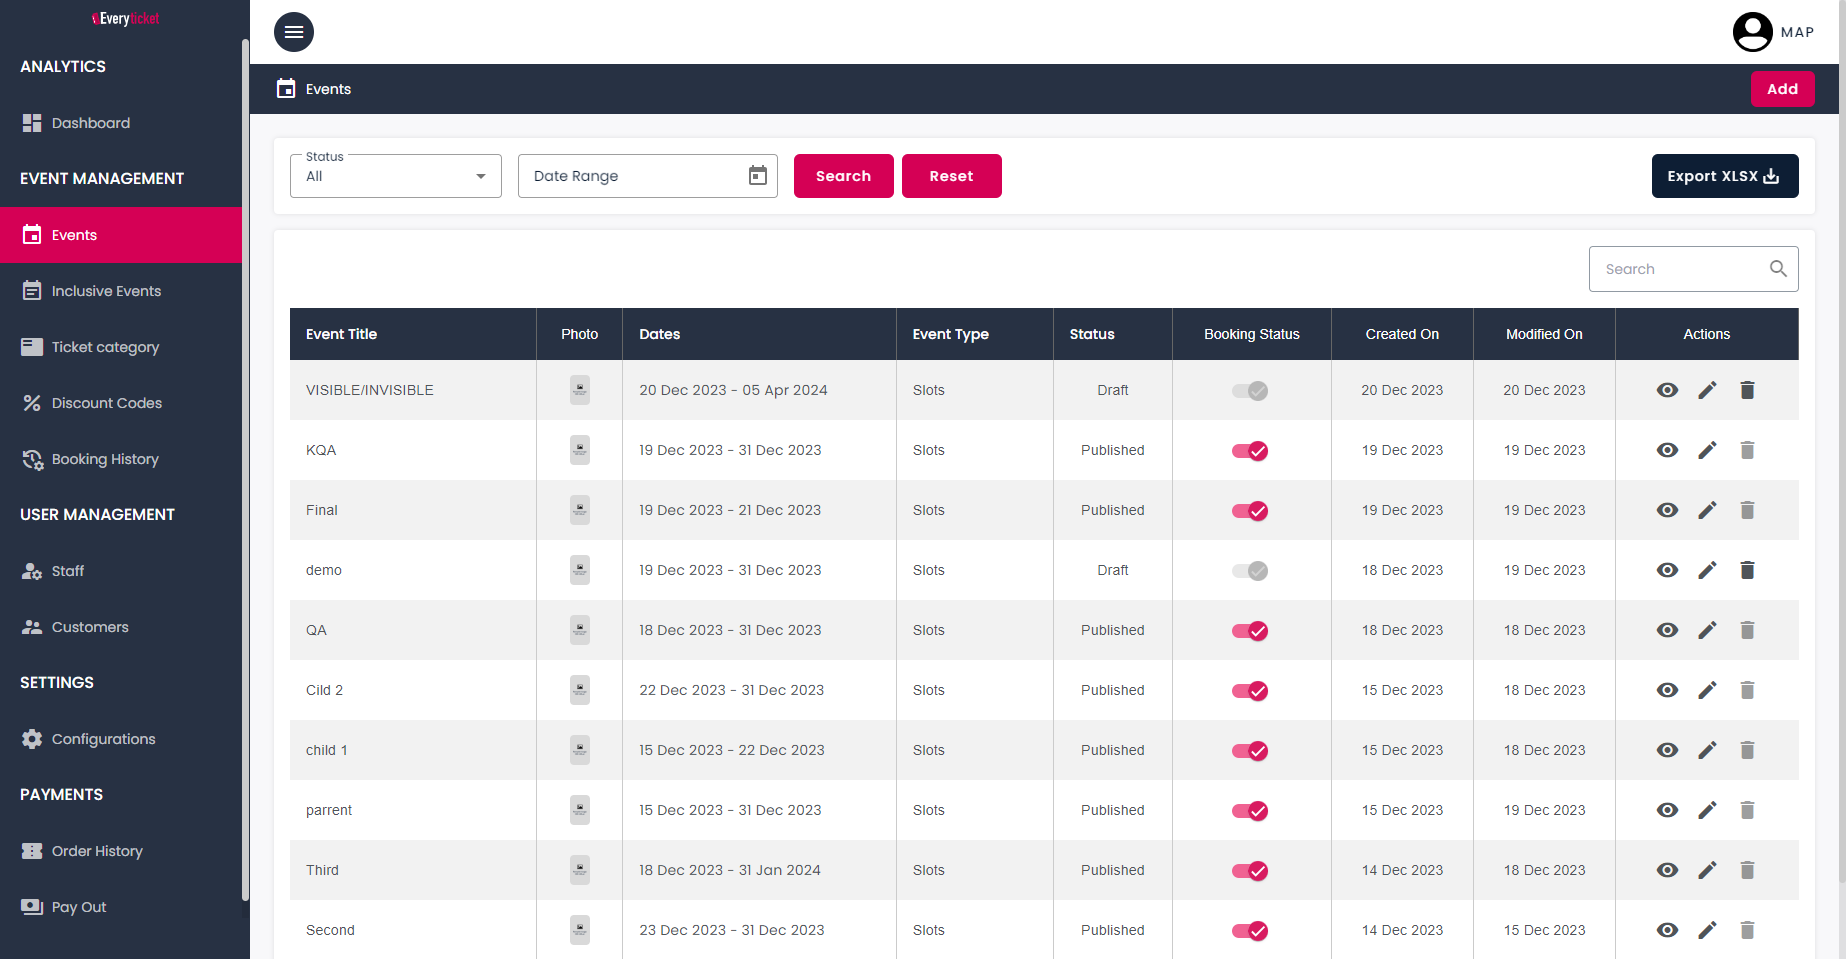 Everyticket
MAP
ANALYTICS
Dashboard
EVENT MANAGEMENT
Events
Inclusive Events
Ticket category
Discount Codes
Booking History
USER MANAGEMENT
Staff
Customers
SETTINGS
Configurations
PAYMENTS
Order History
Pay Out
Events
Add
Status
All
Date Range
Search
Reset
Export XLSX
Search
Event Title Photo Dates Event Type Status Booking Status Created On Modified On Actions
VISIBLE/INVISIBLE 20 Dec 2023 - 05 Apr 2024 Slots Draft 20 Dec 2023 20 Dec 2023
KQA 19 Dec 2023 - 31 Dec 2023 Slots Published 19 Dec 2023 19 Dec 2023
Final 19 Dec 2023 - 21 Dec 2023 Slots Published 19 Dec 2023 19 Dec 2023
demo 19 Dec 2023 - 31 Dec 2023 Slots Draft 18 Dec 2023 19 Dec 2023
QA 18 Dec 2023 - 31 Dec 2023 Slots Published 18 Dec 2023 18 Dec 2023
Cild 2 22 Dec 2023 - 31 Dec 2023 Slots Published 15 Dec 2023 18 Dec 2023
child 1 15 Dec 2023 - 22 Dec 2023 Slots Published 15 Dec 2023 18 Dec 2023
parrent 15 Dec 2023 - 31 Dec 2023 Slots Published 15 Dec 2023 19 Dec 2023
Third 18 Dec 2023 - 31 Jan 2024 Slots Published 14 Dec 2023 18 Dec 2023
Second 23 Dec 2023 - 31 Dec 2023 Slots Published 14 Dec 2023 15 Dec 2023